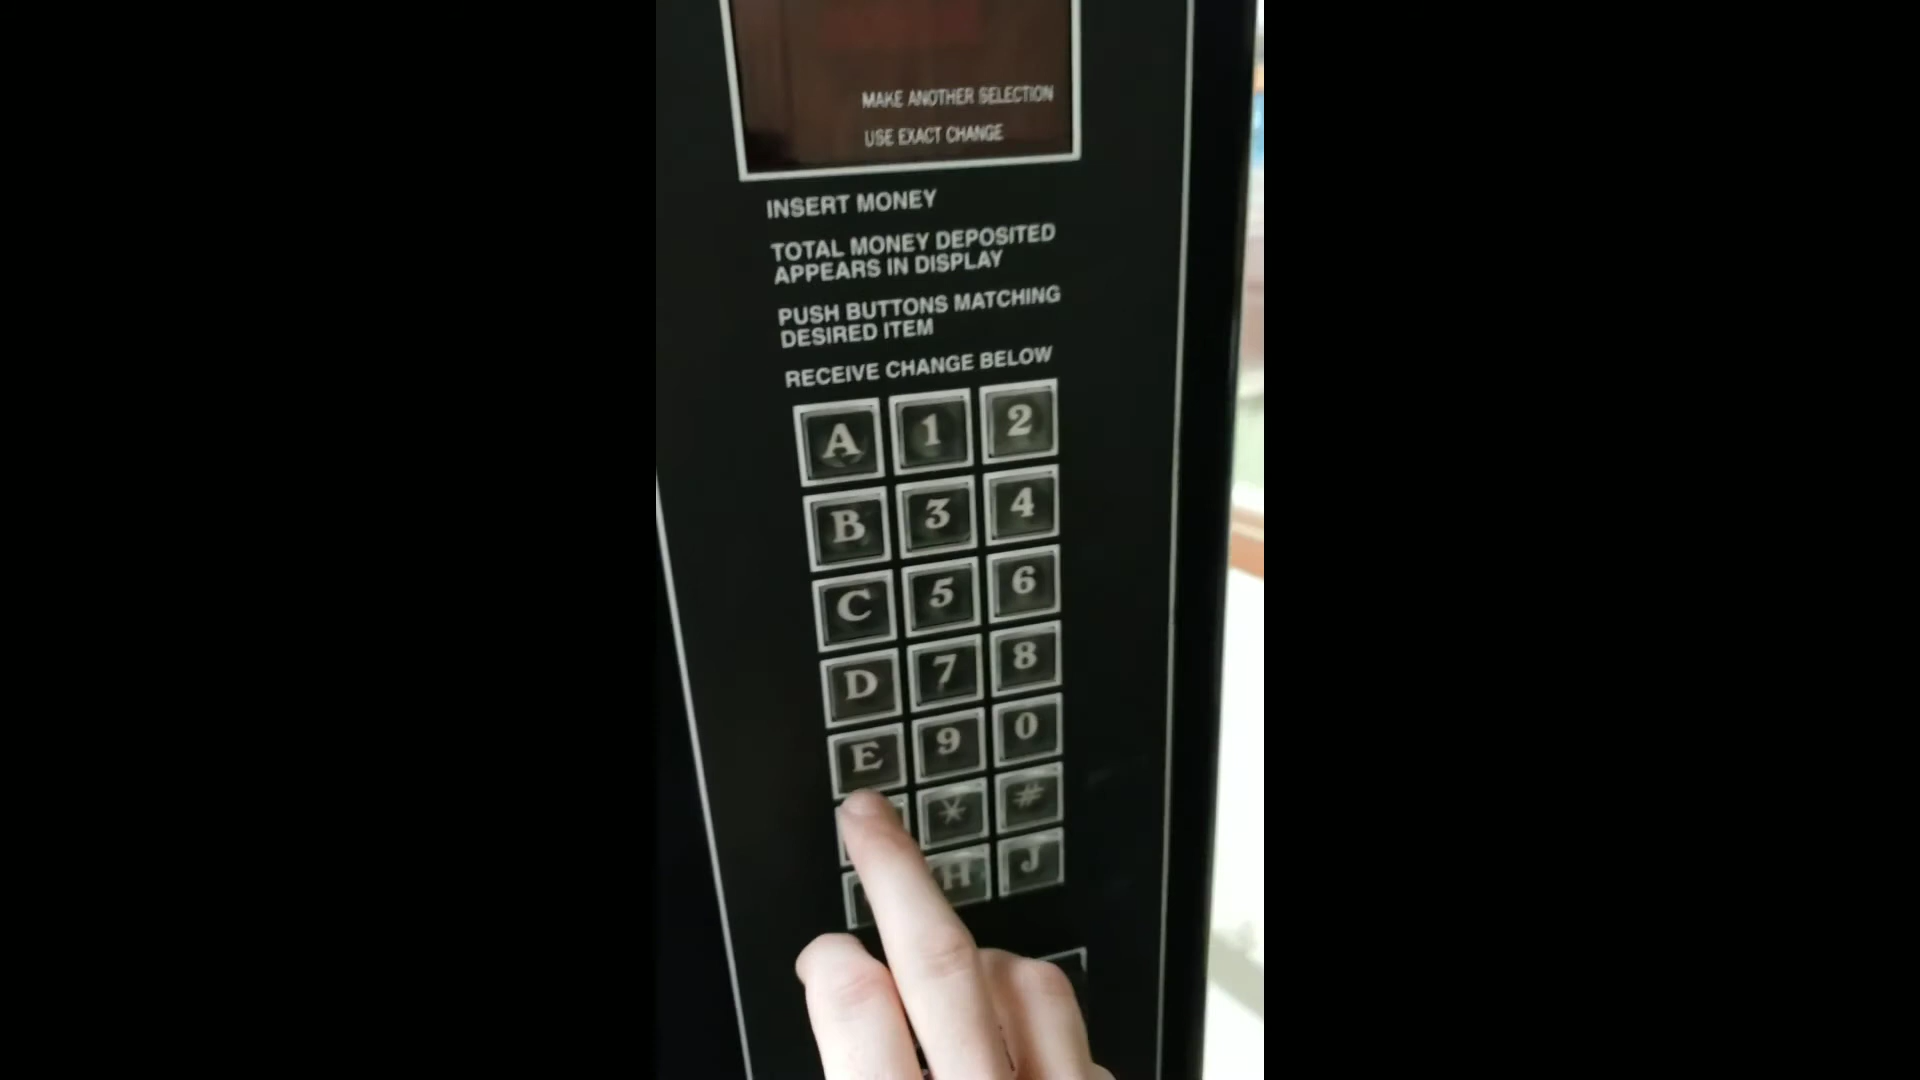 MAKE ANOTHER SELECTION
USE EXACT CHANGE
INSERT MONEY
TOTAL MONEY DEPOSITED
APPEARS IN DISPLAY
PUSH BUTTONS MATCHING
DESIRED ITEM
RECEIVE CHANGE BELOW
A 1 2
B 3 4
C 5 6
D 7 8
E 9 0
* #
H J